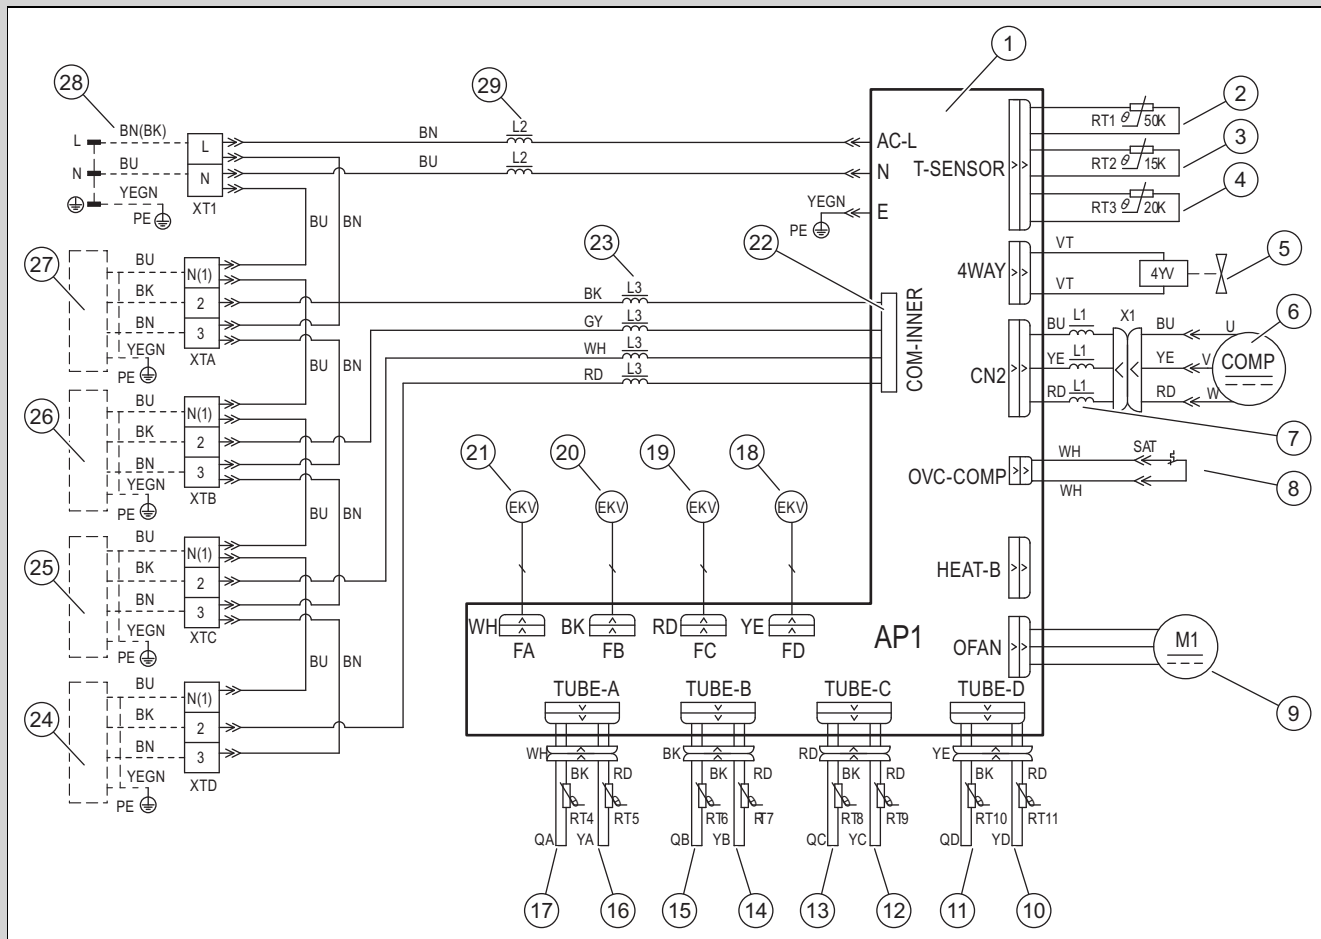 1
28
29
2
BN(BK)
L2
BN
RT1 θ 50K
L
L
AC-L
3
BU
BU
L2
T-SENSOR
RT2 θ 15K
N
N
N
4
YEGN
YEGN
RT3 θ 20K
PE
XT1
PE
E
BU
BN
23
22
VT
5
27
BU
4WAY
4YV
N(1)
VT
BK
BK
L3
2
BU
L1
X1
BU
U
6
BN
GY
L3
3
COM-INNER
YEGN
WH
L3
YE
L1
YE
V
COMP
XTA
CN2
PE
BU
BN
RD
L3
RD
L1
RD
W
26
BU
N(1)
7
BK
2
SAT
BN
21
20
19
18
WH
3
OVC-COMP
8
YEGN
WH
XTB
EKV
EKV
EKV
EKV
PE
BU
BN
BU
N(1)
25
BK
HEAT-B
2
BN
3
YEGN
WH
BK
RD
YE
AP1
OFAN
M1
XTC
FA
FB
FC
FD
PE
BU
BN
BU
TUBE-A
TUBE-B
TUBE-C
TUBE-D
N(1)
24
BK
9
2
BN
WH
BK
RD
YE
3
YEGN
BK
RD
BK
RD
BK
RD
BK
RD
XTD
PE
RT4
RT5
RT6
RT7
RT8
RT9
RT10
RT11
QA
YA
QB
YB
QC
YC
QD
YD
17
16
15
14
13
12
11
10